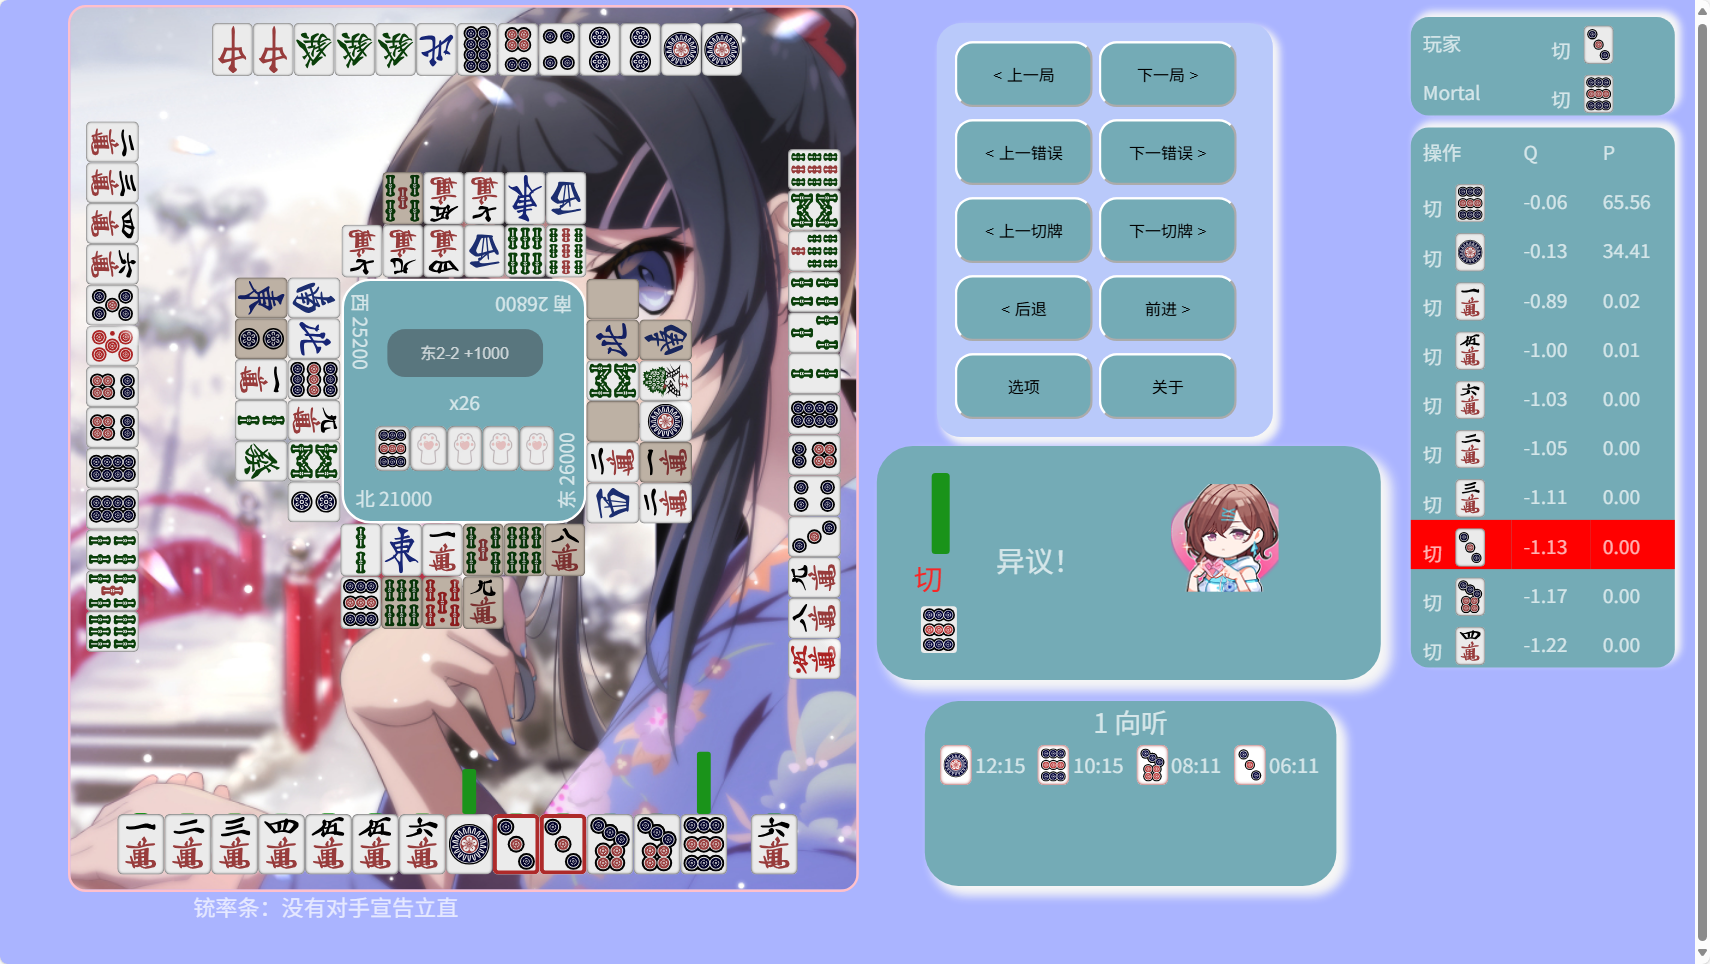 西 25200
南 26800
东2-2 +1000
x26
东 26000
北 21000
铳率条：没有对手宣告立直
< 上一局
下一局 >
< 上一错误
下一错误 >
< 上一切牌
下一切牌 >
< 后退
前进 >
选项
关于
切
异议！
1 向听
12:15
10:15
08:11
06:11
玩家 切
Mortal 切
操作 Q P
切 -0.06 65.56
切 -0.13 34.41
切 -0.89 0.02
切 -1.00 0.01
切 -1.03 0.00
切 -1.05 0.00
切 -1.11 0.00
切 -1.13 0.00
切 -1.17 0.00
切 -1.22 0.00